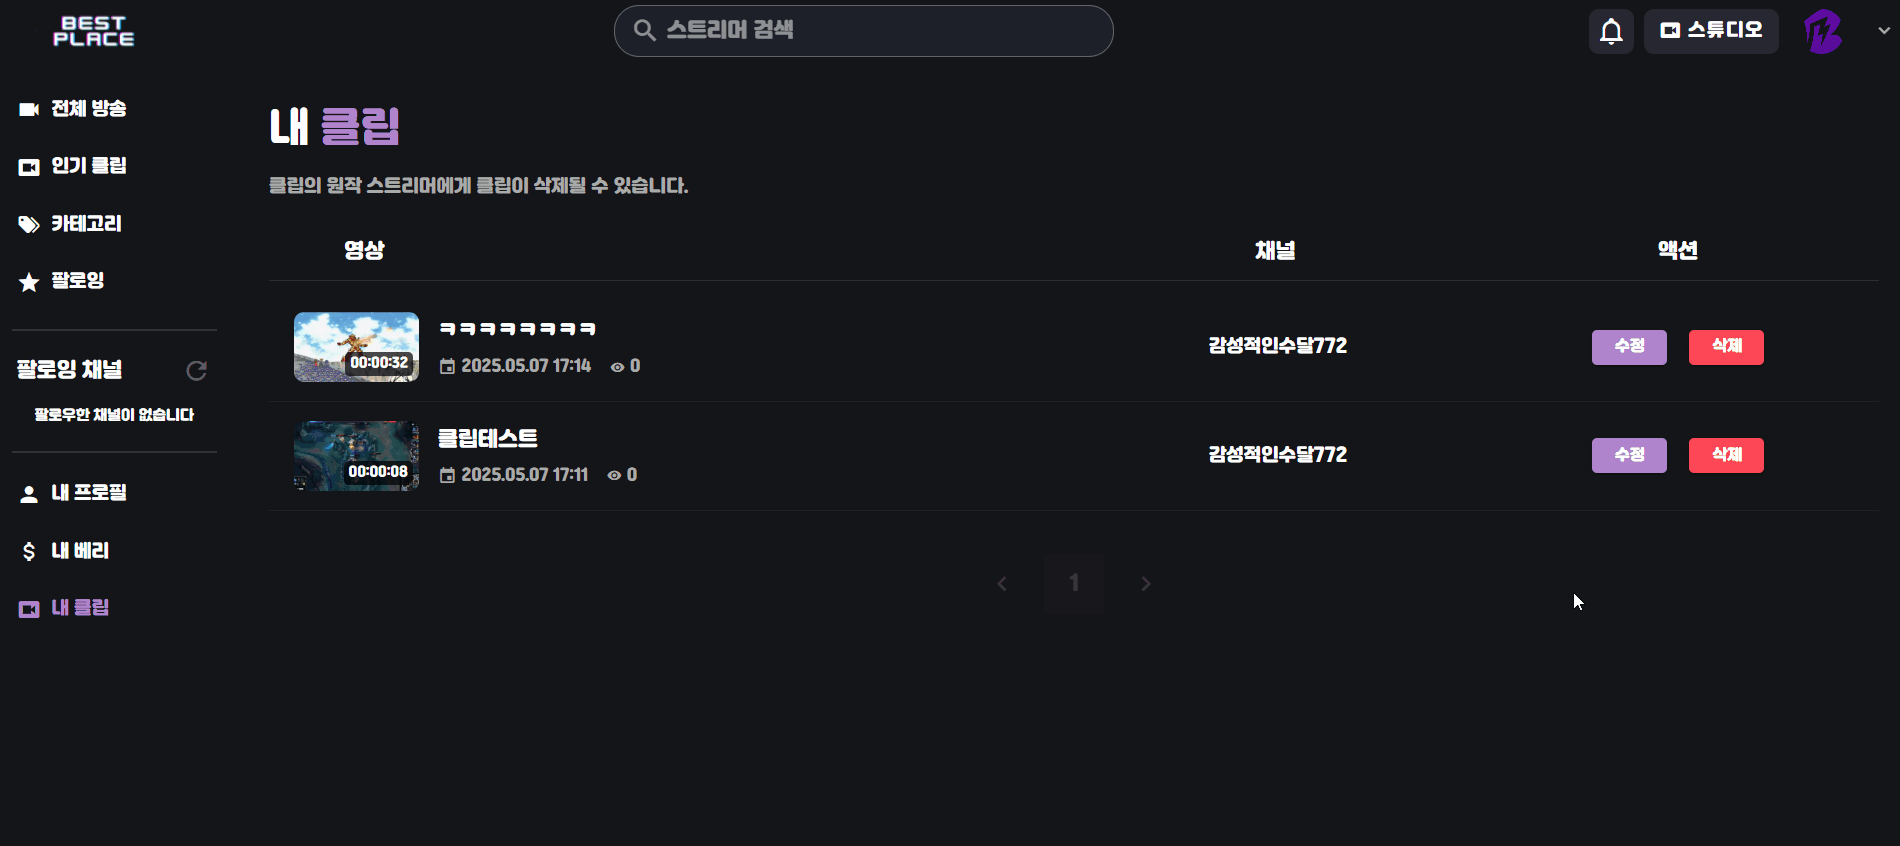 BEST
PLACE
스트리머 검색
스튜디오
전체 방송
인기 클립
카테고리
팔로잉
팔로잉 채널
팔로우한 채널이 없습니다
내 프로필
내 베리
내 클립
내 클립
클립의 원작 스트리머에게 클립이 삭제될 수 있습니다.
영상 채널 액션
00:00:32
ㅋㅋㅋㅋㅋㅋㅋㅋ
2025.05.07 17:14 0
감성적인수달772
수정 삭제
00:00:08
클립테스트
2025.05.07 17:11 0
감성적인수달772
수정 삭제
1